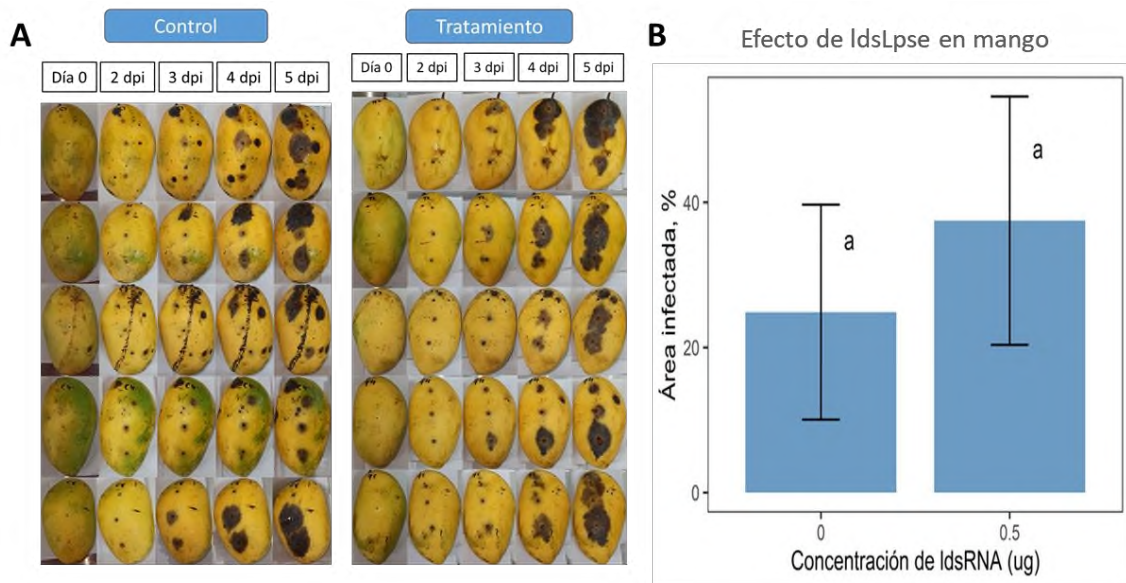 A
Control
Tratamiento
Día 0 2 dpi 3 dpi 4 dpi 5 dpi
Día 0 2 dpi 3 dpi 4 dpi 5 dpi
B
Efecto de ldsLpse en mango
Área infectada, %
40
20
0
a
a
0 0.5
Concentración de ldsRNA (ug)